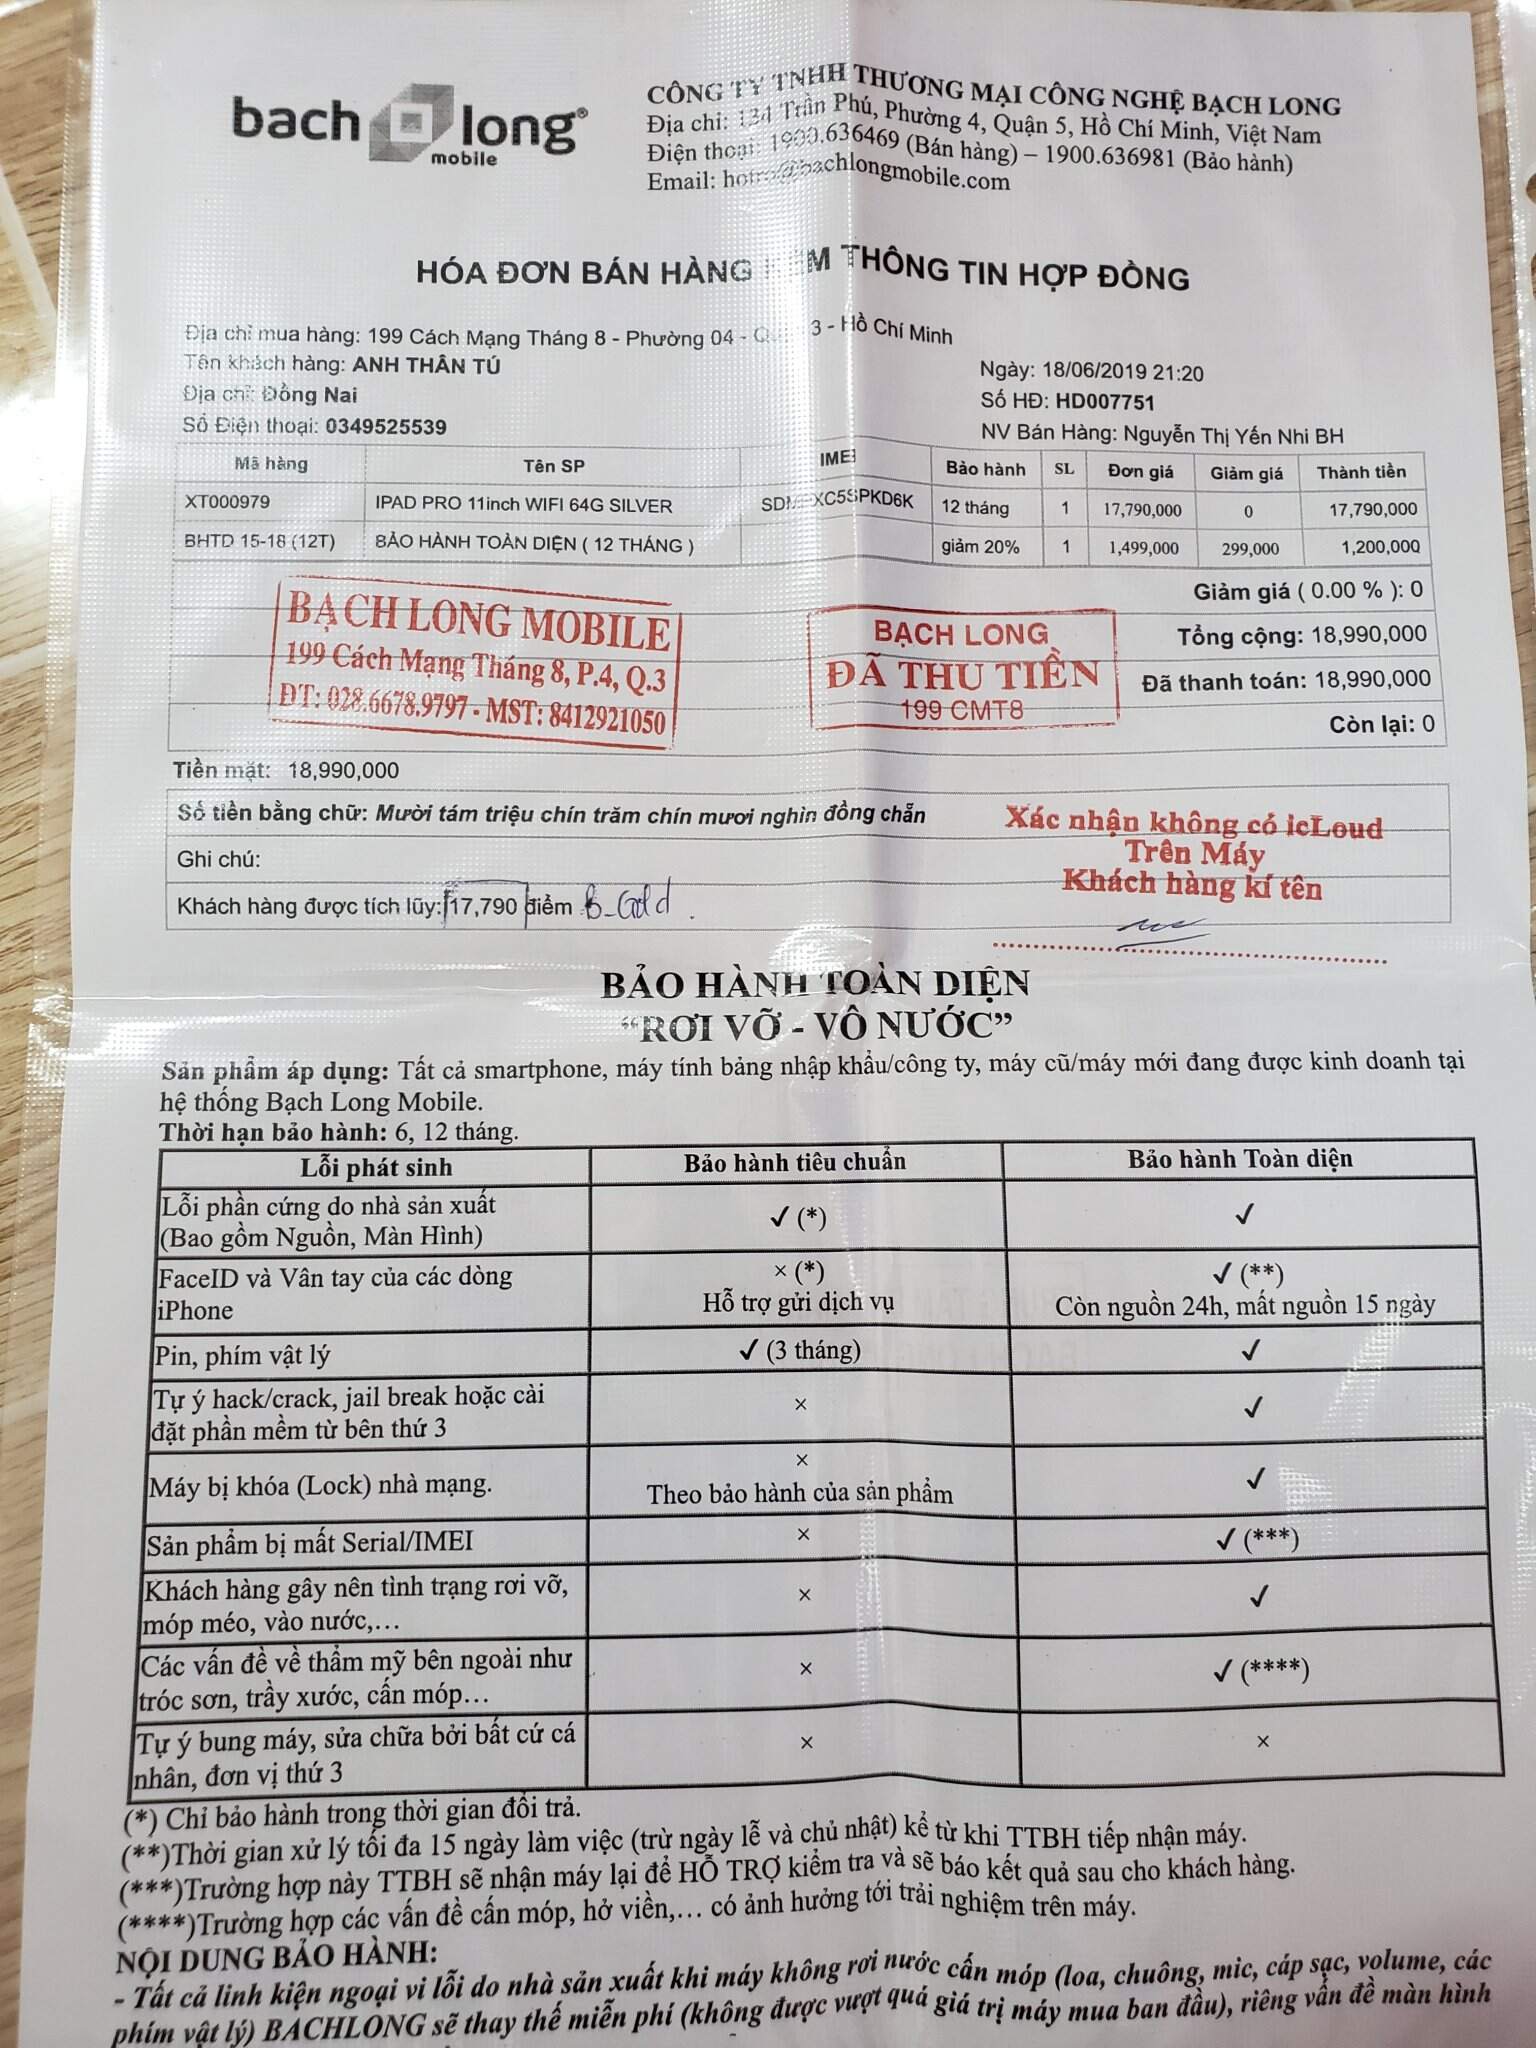 bach long®
mobile
CÔNG TY TNHH THƯƠNG MẠI CÔNG NGHỆ BẠCH LONG
Địa chỉ: 134 Trần Phú, Phường 4, Quận 5, Hồ Chí Minh, Việt Nam
Điện thoại: 1900.636469 (Bán hàng) – 1900.636981 (Bảo hành)
Email: hotro@bachlongmobile.com
HÓA ĐƠN BÁN HÀNG KÈM THÔNG TIN HỢP ĐỒNG
Địa chỉ mua hàng: 199 Cách Mạng Tháng 8 - Phường 04 - Quận 3 - Hồ Chí Minh
Tên khách hàng: ANH THÂN TÚ
Ngày: 18/06/2019 21:20
Địa chỉ: Đồng Nai
Số HĐ: HD007751
Số Điện thoại: 0349525539
NV Bán Hàng: Nguyễn Thị Yến Nhi BH
Mã hàng Tên SP IMEI Bảo hành SL Đơn giá Giảm giá Thành tiền
XT000979 IPAD PRO 11inch WIFI 64G SILVER 12 tháng 1 17,790,000 0 17,790,000
BHTD 15-18 (12T) BẢO HÀNH TOÀN DIỆN ( 12 THÁNG ) giảm 20% 1 1,499,000 299,000 1,200,000
Giảm giá ( 0.00 % ): 0
Tổng cộng: 18,990,000
Đã thanh toán: 18,990,000
Còn lại: 0
BẠCH LONG MOBILE
199 Cách Mạng Tháng 8, P.4, Q.3
ĐT: 028.6678.9797 - MST: 8412921050
BẠCH LONG
ĐÃ THU TIỀN
199 CMT8
Tiền mặt: 18,990,000
Số tiền bằng chữ: Mười tám triệu chín trăm chín mươi nghìn đồng chẵn
Ghi chú:
Khách hàng được tích lũy: 17,790 điểm B_Gold.
Xác nhận không có icLoud
Trên Máy
Khách hàng kí tên
BẢO HÀNH TOÀN DIỆN
“RƠI VỠ - VÔ NƯỚC”
Sản phẩm áp dụng: Tất cả smartphone, máy tính bảng nhập khẩu/công ty, máy cũ/máy mới đang được kinh doanh tại
hệ thống Bạch Long Mobile.
Thời hạn bảo hành: 6, 12 tháng.
Lỗi phát sinh Bảo hành tiêu chuẩn Bảo hành Toàn diện
Lỗi phần cứng do nhà sản xuất
(Bao gồm Nguồn, Màn Hình)
✓ (*) ✓
FaceID và Vân tay của các dòng
iPhone
× (*)
Hỗ trợ gửi dịch vụ
✓ (**)
Còn nguồn 24h, mất nguồn 15 ngày
Pin, phím vật lý ✓ (3 tháng) ✓
Tự ý hack/crack, jail break hoặc cài
đặt phần mềm từ bên thứ 3
× ✓
Máy bị khóa (Lock) nhà mạng.
×
Theo bảo hành của sản phẩm
✓
Sản phẩm bị mất Serial/IMEI × ✓ (***)
Khách hàng gây nên tình trạng rơi vỡ,
móp méo, vào nước,…
× ✓
Các vấn đề về thẩm mỹ bên ngoài như
tróc sơn, trầy xước, cấn móp…
× ✓ (****)
Tự ý bung máy, sửa chữa bởi bất cứ cá
nhân, đơn vị thứ 3
× ×
(*) Chỉ bảo hành trong thời gian đổi trả.
(**)Thời gian xử lý tối đa 15 ngày làm việc (trừ ngày lễ và chủ nhật) kể từ khi TTBH tiếp nhận máy.
(***)Trường hợp này TTBH sẽ nhận máy lại để HỖ TRỢ kiểm tra và sẽ báo kết quả sau cho khách hàng.
(****)Trường hợp các vấn đề cấn móp, hở viền,… có ảnh hưởng tới trải nghiệm trên máy.
NỘI DUNG BẢO HÀNH:
- Tất cả linh kiện ngoại vi lỗi do nhà sản xuất khi máy không rơi nước cấn móp (loa, chuông, mic, cáp sạc, volume, các
phím vật lý) BACHLONG sẽ thay thế miễn phí (không được vượt quá giá trị máy mua ban đầu), riêng vấn đề màn hình